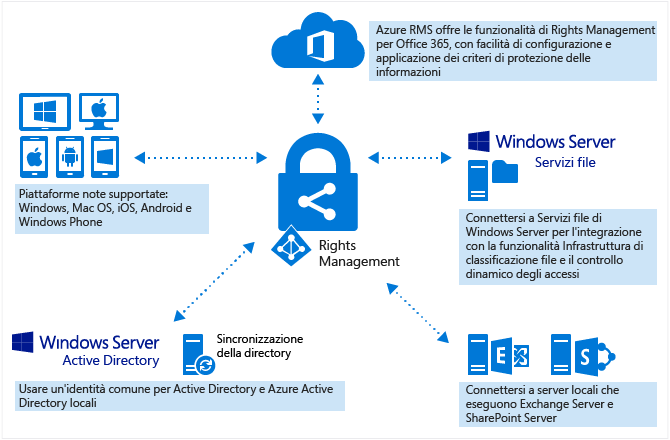 Azure RMS offre le funzionalità di Rights Management
per Office 365, con facilità di configurazione e
applicazione dei criteri di protezione delle
informazioni
Piattaforme note supportate:
Windows, Mac OS, iOS, Android e
Windows Phone
Windows Server
Servizi file
Connettersi a Servizi file di
Windows Server per l'integrazione
con la funzionalità Infrastruttura di
classificazione file e il controllo
dinamico degli accessi
Rights
Management
Windows Server
Active Directory
Sincronizzazione
della directory
Usare un'identità comune per Active Directory e Azure Active
Directory locali
E
S
Connettersi a server locali che
eseguono Exchange Server e
SharePoint Server